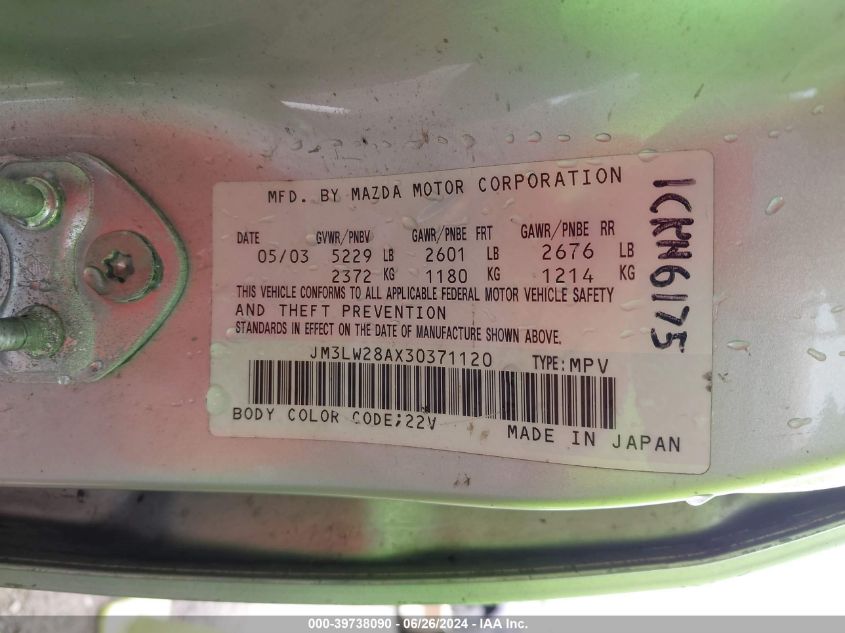 MFD. BY MAZDA MOTOR CORPORATION
DATE GVWR/PNBV GAWR/PNBE FRT GAWR/PNBE RR
05/03 5229 LB 2601 LB 2676 LB
2372 KG 1180 KG 1214 KG
THIS VEHICLE CONFORMS TO ALL APPLICABLE FEDERAL MOTOR VEHICLE SAFETY
AND THEFT PREVENTION
STANDARDS IN EFFECT ON THE DATE OF MANUFACTURE SHOWN ABOVE.
JM3LW28AX30371120 TYPE:MPV
BODY COLOR CODE;22V
MADE IN JAPAN
000-39738090 - 06/26/2024 - IAA Inc.